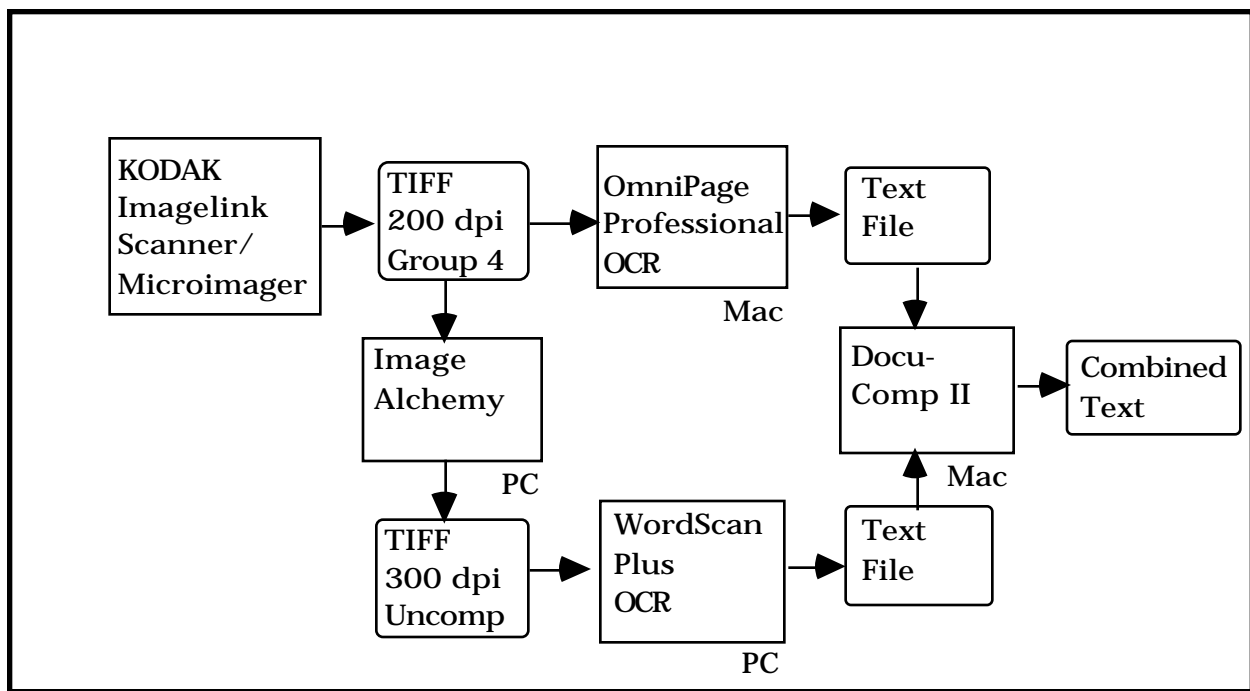 KODAK
Imagelink
Scanner/
Microimager
TIFF
200 dpi
Group 4
OmniPage
Professional
OCR
Mac
Text
File
Image
Alchemy
PC
Docu-
Comp II
Mac
Combined
Text
TIFF
300 dpi
Uncomp
WordScan
Plus
OCR
PC
Text
File